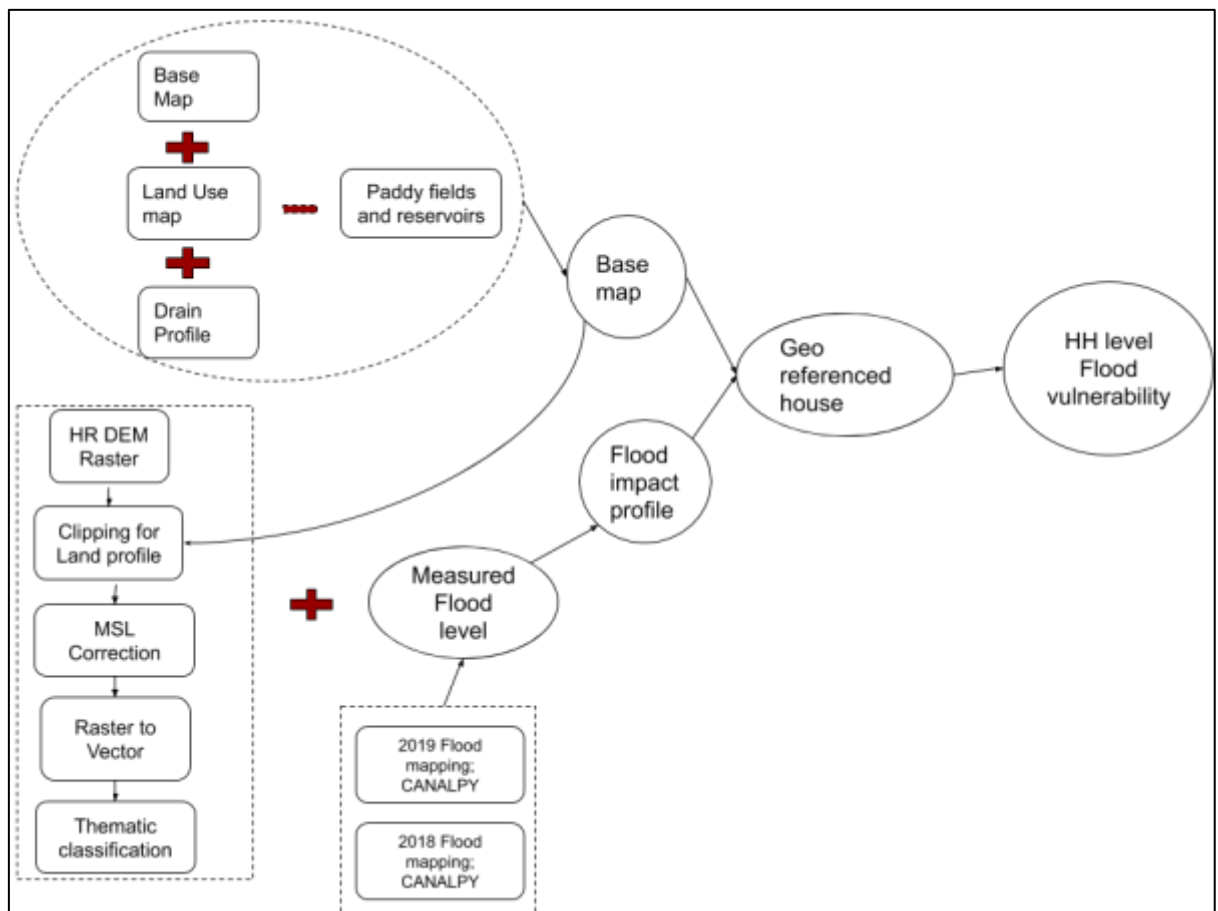 Base
Map
Land Use
map
Paddy fields
and reservoirs
Drain
Profile
Base
map
Geo
referenced
house
HH level
Flood
vulnerability
HR DEM
Raster
Clipping for
Land profile
MSL
Correction
Raster to
Vector
Thematic
classification
Flood
impact
profile
Measured
Flood
level
2019 Flood
mapping;
CANALPY
2018 Flood
mapping;
CANALPY